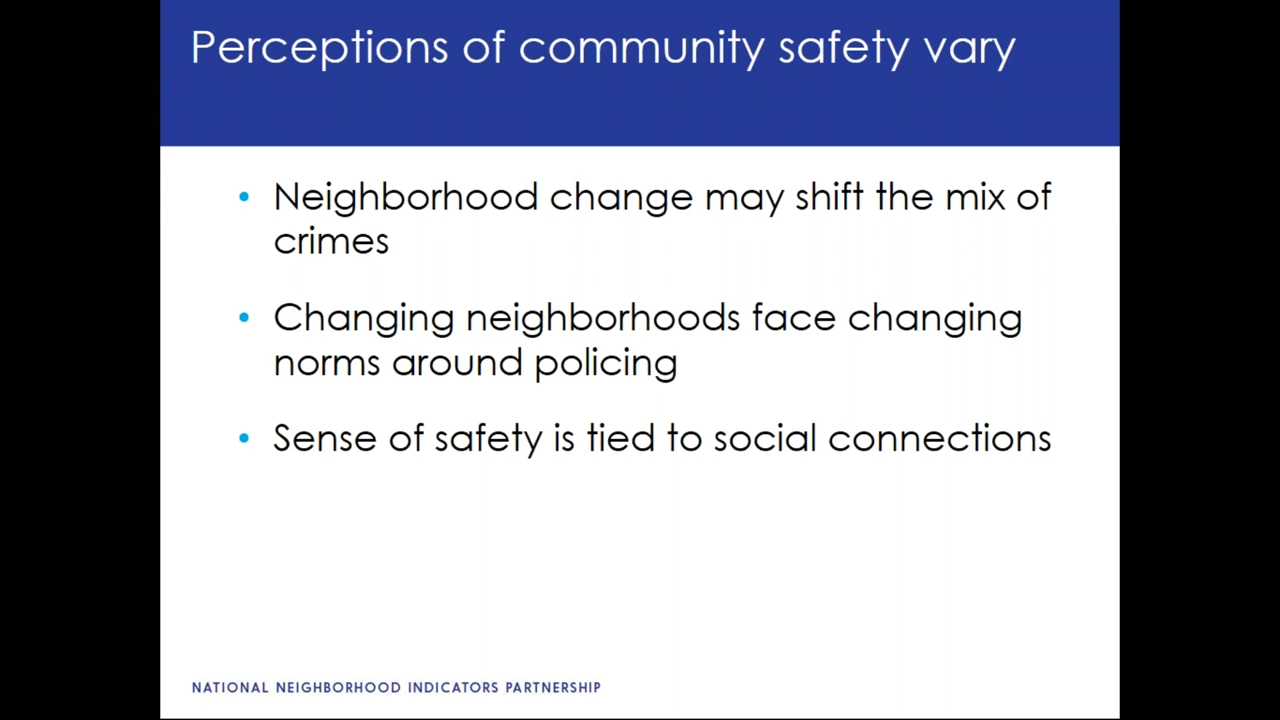 Perceptions of community safety vary
• Neighborhood change may shift the mix of
crimes
• Changing neighborhoods face changing
norms around policing
• Sense of safety is tied to social connections
NATIONAL NEIGHBORHOOD INDICATORS PARTNERSHIP